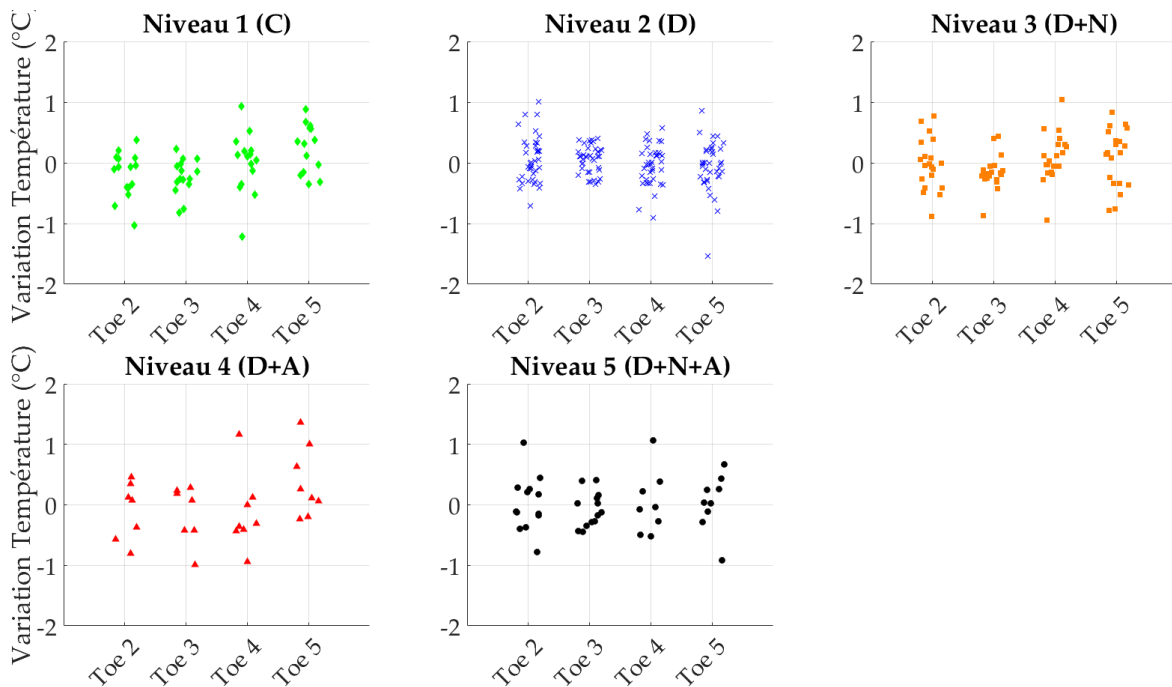 Niveau 1 (C)
Niveau 2 (D)
Niveau 3 (D+N)
Variation Température (°C)
2
1
0
-1
-2
Toe 2
Toe 3
Toe 4
Toe 5
2
1
0
-1
-2
Toe 2
Toe 3
Toe 4
Toe 5
2
1
0
-1
-2
Toe 2
Toe 3
Toe 4
Toe 5
Niveau 4 (D+A)
Niveau 5 (D+N+A)
Variation Température (°C)
2
1
0
-1
-2
Toe 2
Toe 3
Toe 4
Toe 5
2
1
0
-1
-2
Toe 2
Toe 3
Toe 4
Toe 5